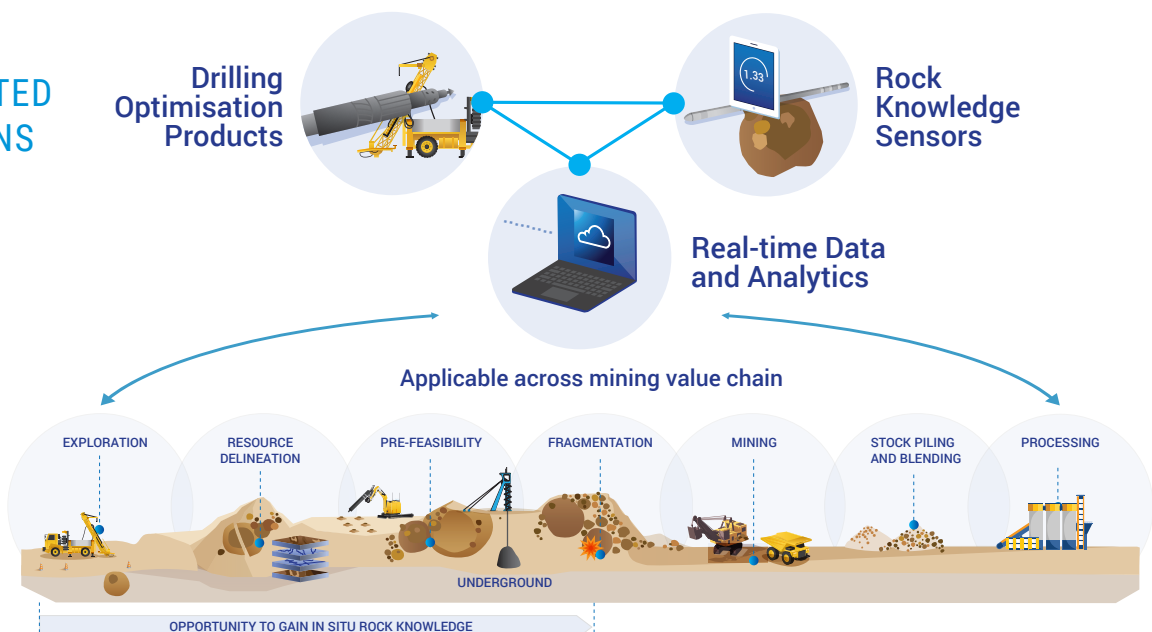 TED
NS
Drilling
Optimisation
Products
1.33
Rock
Knowledge
Sensors
Real-time Data
and Analytics
Applicable across mining value chain
EXPLORATION
RESOURCE
DELINEATION
PRE-FEASIBILITY
FRAGMENTATION
MINING
STOCK PILING
AND BLENDING
PROCESSING
UNDERGROUND
OPPORTUNITY TO GAIN IN SITU ROCK KNOWLEDGE